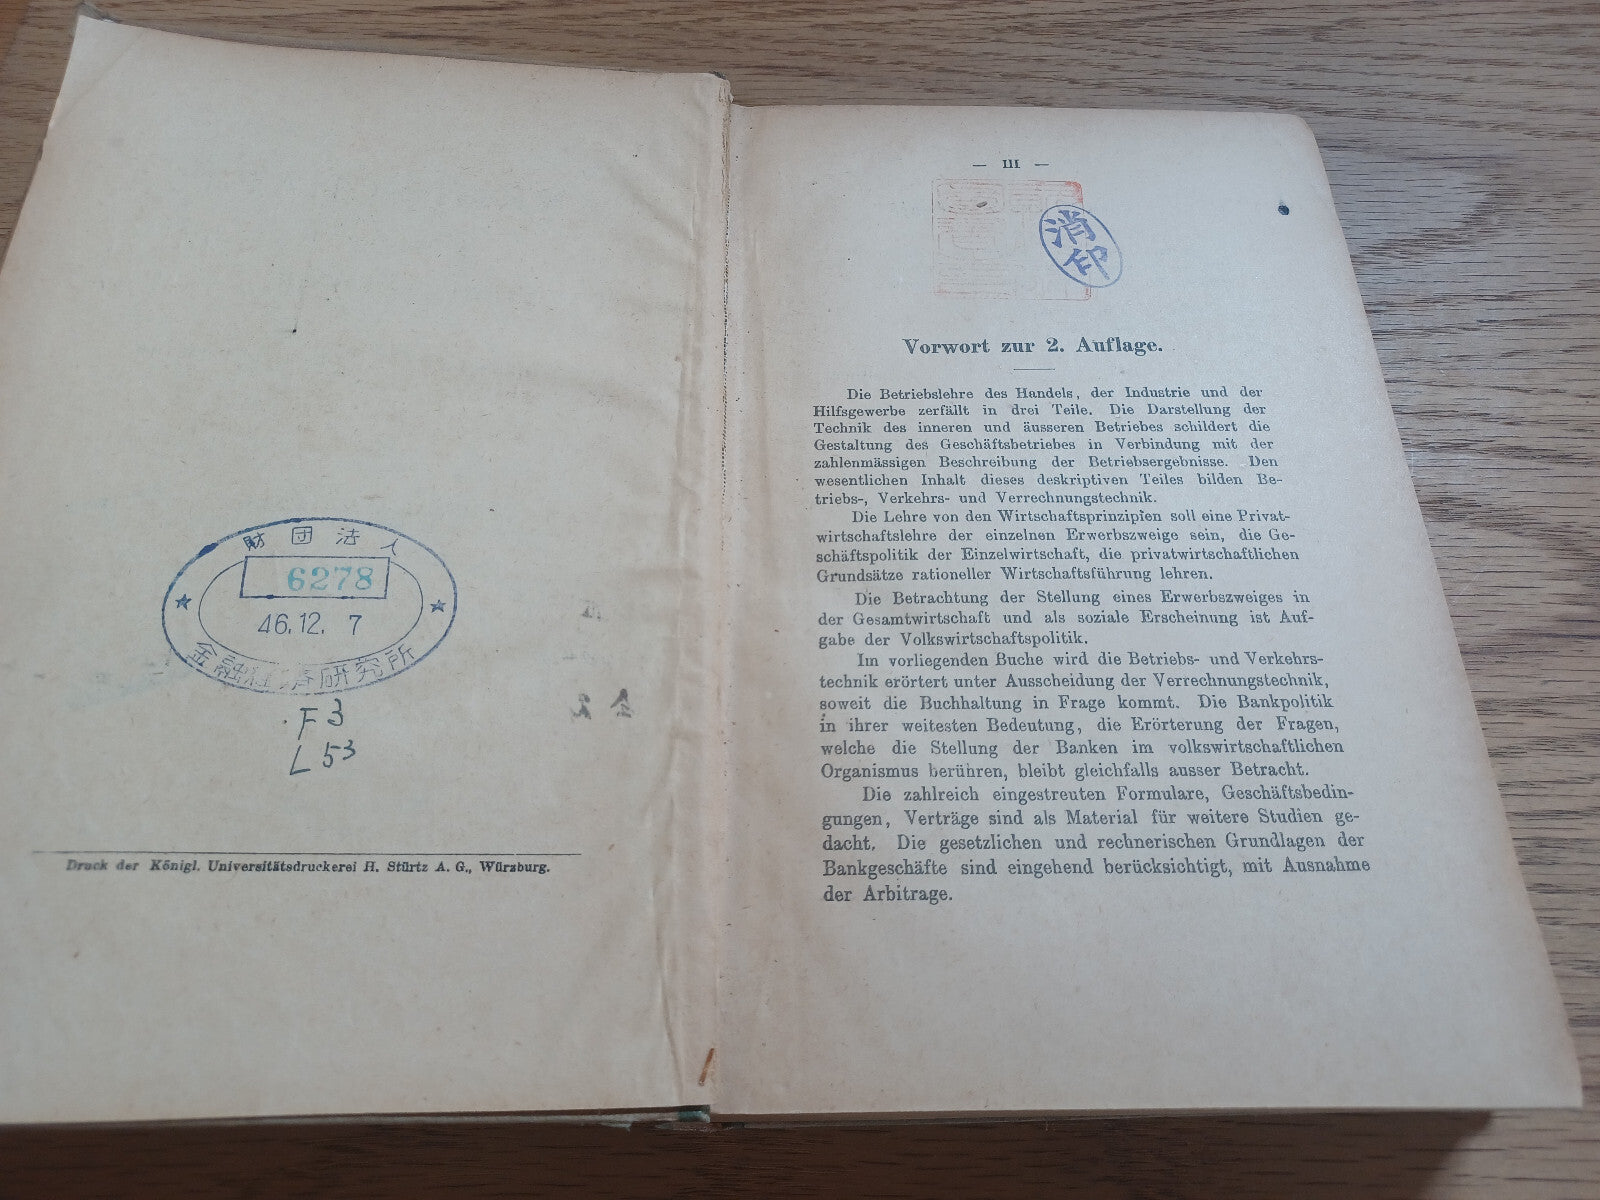 財団法人
6278
46.12. 7
金融経済研究所
F3
L53
Druck der Königl. Universitätsdruckerei H. Stürtz A. G., Würzburg.
— III —
消印
Vorwort zur 2. Auflage.
Die Betriebslehre des Handels, der Industrie und der
Hilfsgewerbe zerfällt in drei Teile. Die Darstellung der
Technik des inneren und äusseren Betriebes schildert die
Gestaltung des Geschäftsbetriebes in Verbindung mit der
zahlenmässigen Beschreibung der Betriebsergebnisse. Den
wesentlichen Inhalt dieses deskriptiven Teiles bilden Be-
triebs-, Verkehrs- und Verrechnungstechnik.
Die Lehre von den Wirtschaftsprinzipien soll eine Privat-
wirtschaftslehre der einzelnen Erwerbszweige sein, die Ge-
schäftspolitik der Einzelwirtschaft, die privatwirtschaftlichen
Grundsätze rationeller Wirtschaftsführung lehren.
Die Betrachtung der Stellung eines Erwerbszweiges in
der Gesamtwirtschaft und als soziale Erscheinung ist Auf-
gabe der Volkswirtschaftspolitik.
Im vorliegenden Buche wird die Betriebs- und Verkehrs-
technik erörtert unter Ausscheidung der Verrechnungstechnik,
soweit die Buchhaltung in Frage kommt. Die Bankpolitik
in ihrer weitesten Bedeutung, die Erörterung der Fragen,
welche die Stellung der Banken im volkswirtschaftlichen
Organismus berühren, bleibt gleichfalls ausser Betracht.
Die zahlreich eingestreuten Formulare, Geschäftsbedin-
gungen, Verträge sind als Material für weitere Studien ge-
dacht. Die gesetzlichen und rechnerischen Grundlagen der
Bankgeschäfte sind eingehend berücksichtigt, mit Ausnahme
der Arbitrage.